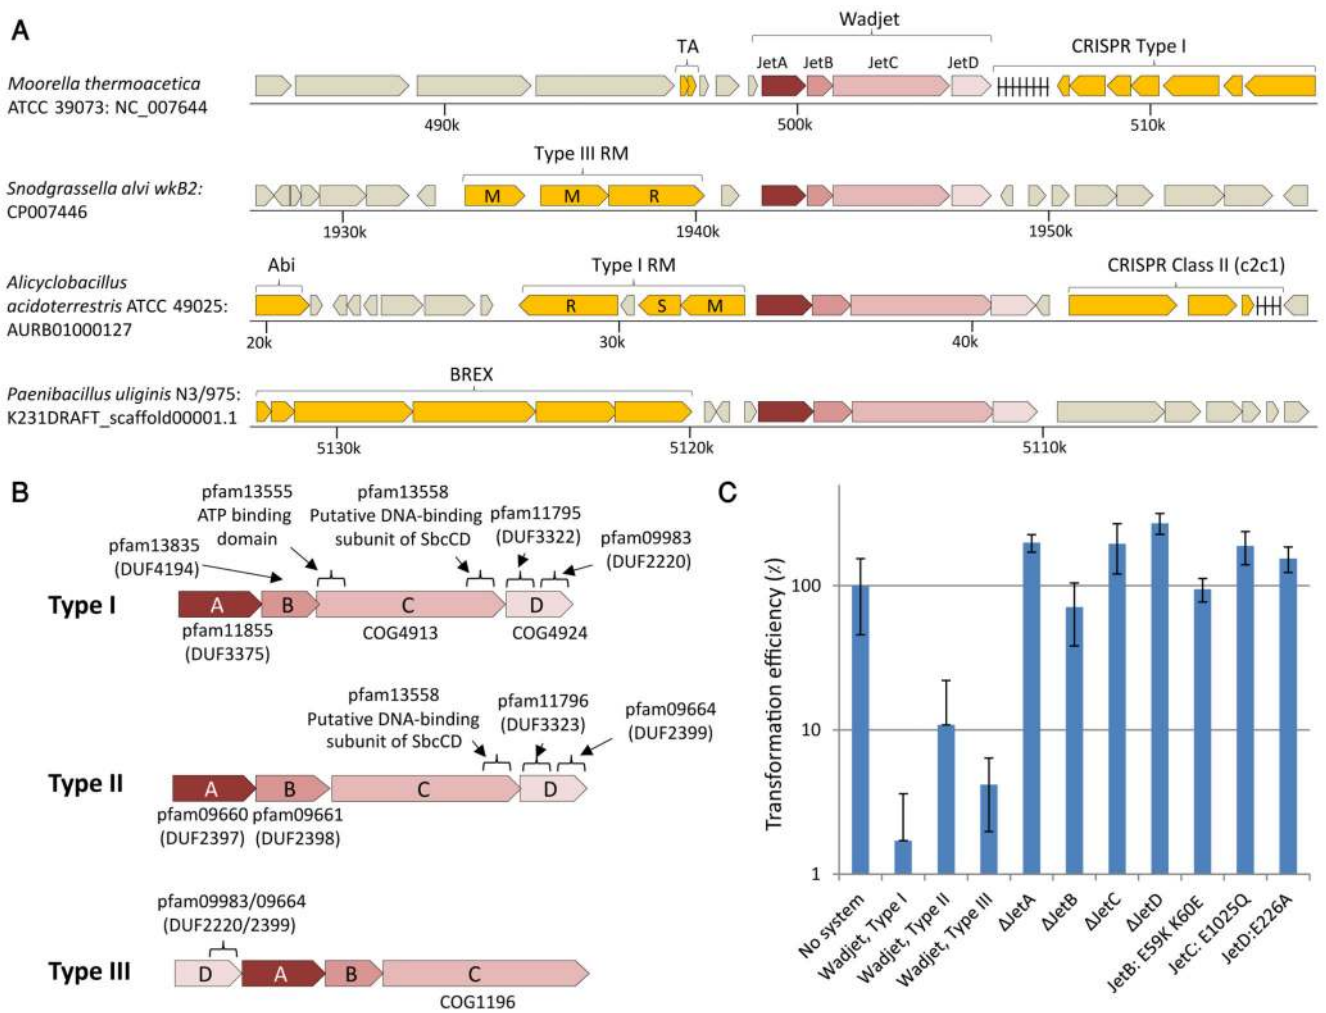 A
Wadjet
TA
JetA JetB JetC JetD
CRISPR Type I
Moorella thermoacetica
ATCC 39073: NC_007644
490k 500k 510k
Type III RM
Snodgrassella alvi wkB2:
CP007446
M M R
1930k 1940k 1950k
Abi Type I RM CRISPR Class II (c2c1)
Alicyclobacillus
acidoterrestris ATCC 49025:
AURB01000127
R S M
20k 30k 40k
BREX
Paenibacillus uliginis N3/975:
K231DRAFT_scaffold00001.1
5130k 5120k 5110k
B
pfam13555
ATP binding
domain
pfam13558
Putative DNA-binding
subunit of SbcCD
pfam11795
(DUF3322)
pfam09983
(DUF2220)
pfam13835
(DUF4194)
Type I
A B C D
pfam11855
(DUF3375)
COG4913 COG4924
pfam13558
Putative DNA-binding
subunit of SbcCD
pfam11796
(DUF3323)
pfam09664
(DUF2399)
Type II
A B C D
pfam09660 pfam09661
(DUF2397) (DUF2398)
pfam09983/09664
(DUF2220/2399)
Type III
D A B C
COG1196
C
Transformation efficiency (٪)
100
10
1
No system
Wadjet, Type I
Wadjet, Type II
Wadjet, Type III
ΔJetA
ΔJetB
ΔJetC
ΔJetD
JetB: E59K K60E
JetC: E1025Q
JetD:E226A